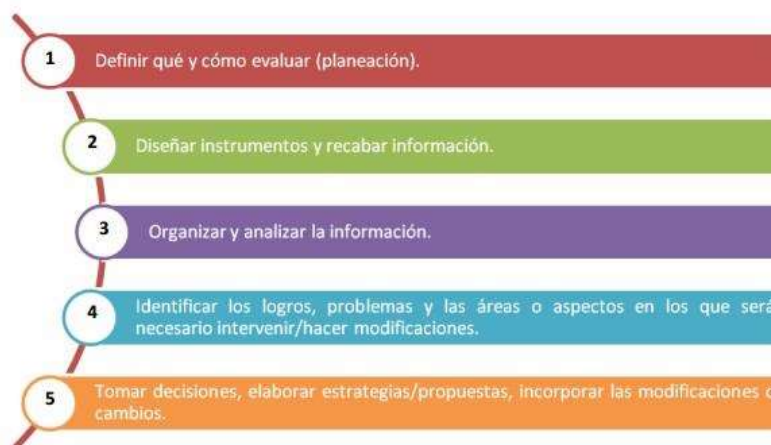 1
Definir qué y cómo evaluar (planeación).
2
Diseñar instrumentos y recabar información.
3
Organizar y analizar la información.
4
Identificar los logros, problemas y las áreas o aspectos en los que será
necesario intervenir/hacer modificaciones.
5
Tomar decisiones, elaborar estrategias/propuestas, incorporar las modificaciones
cambios.